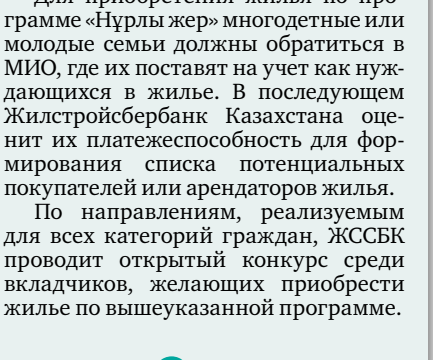 Для приобретения жилья по про-
грамме «Нұрлы жер» многодетные или
молодые семьи должны обратиться в
МИО, где их поставят на учет как нуж-
дающихся в жилье. В последующем
Жилстройсбербанк Казахстана оце-
нит их платежеспособность для фор-
мирования списка потенциальных
покупателей или арендаторов жилья.
По направлениям, реализуемым
для всех категорий граждан, ЖССБК
проводит открытый конкурс среди
вкладчиков, желающих приобрести
жилье по вышеуказанной программе.